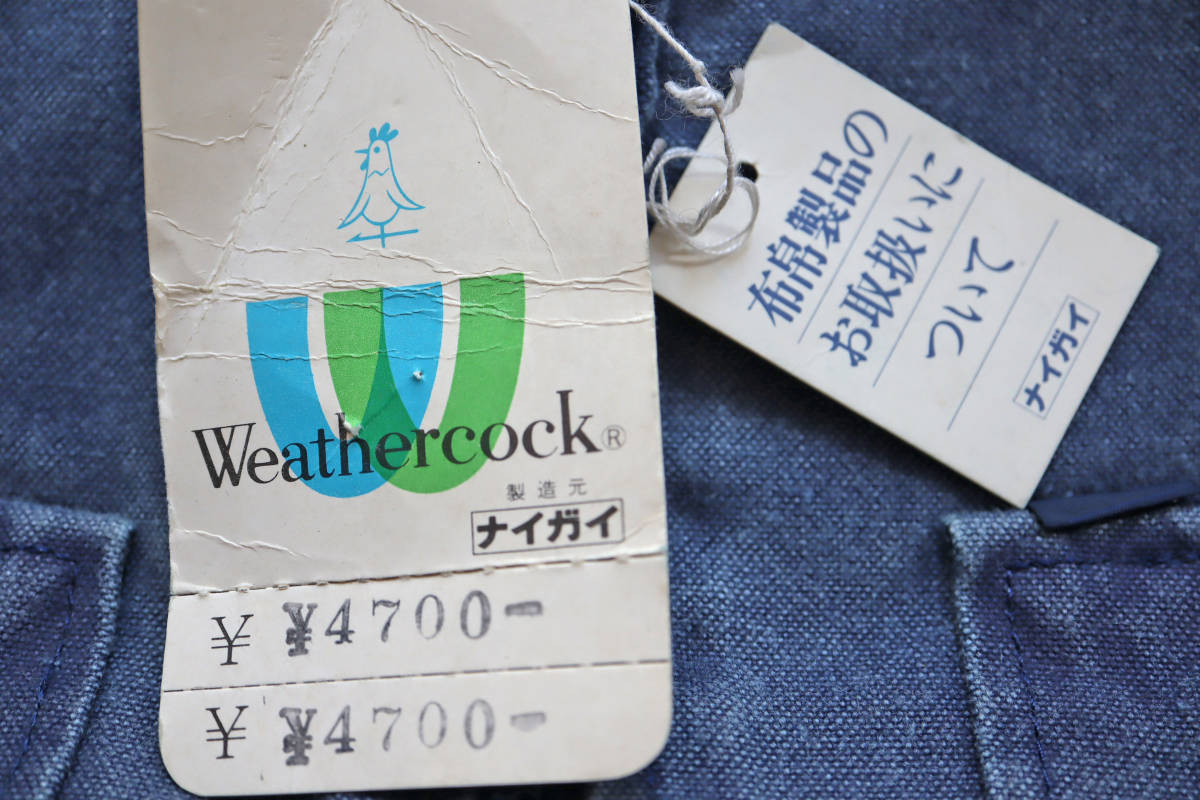 Weathercock®
製造元
ナイガイ
¥ ¥4700-
¥ ¥4700-
布帛製品の
お取扱いに
ついて
ナイガイ